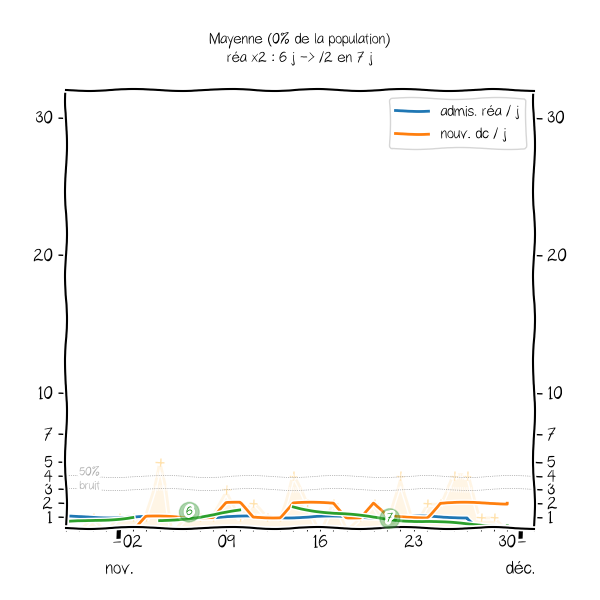 Mayenne (0% de la population)
réa x2 : 6 j -> /2 en 7 j
admis. réa / j
nouv. dc / j
30 30
20 20
10 10
7 7
5 5
50%
4 4
bruit
3 3
2 2
1 1
6 7
02 09 16 23 30
nov. déc.